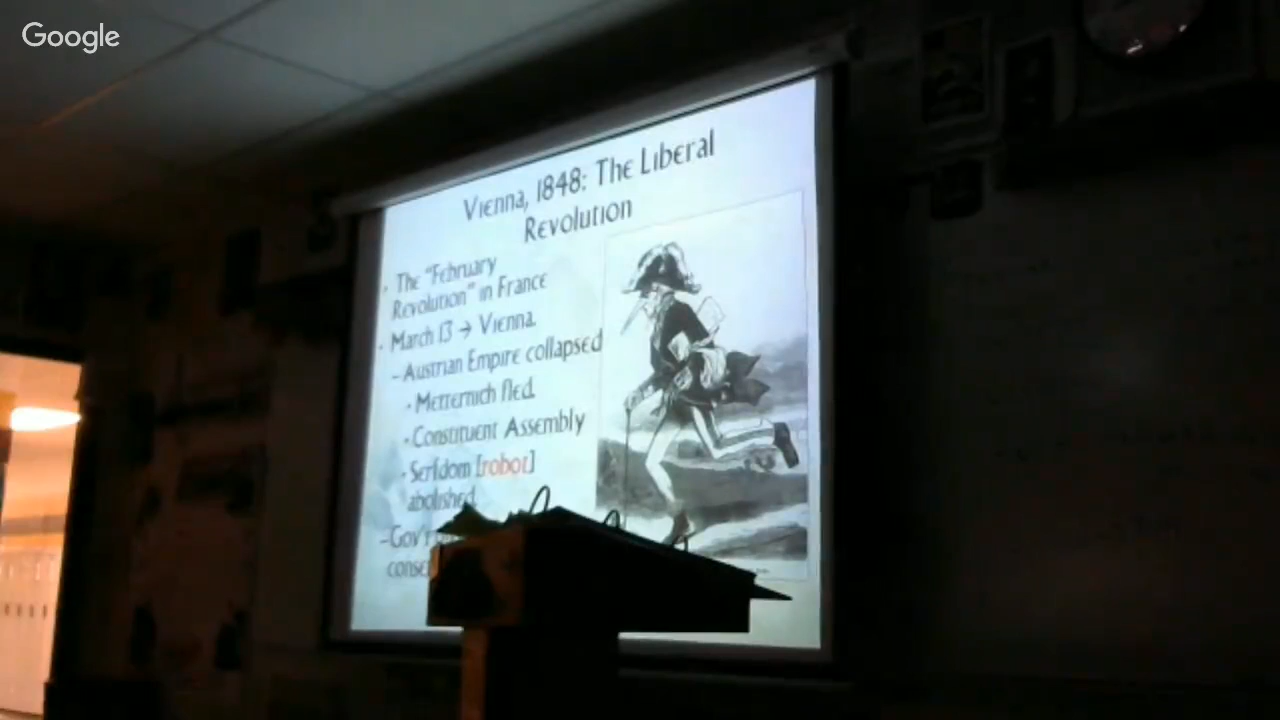 Google
Vienna, 1848: The Liberal
Revolution
• The "February
Revolution" in France
• March 13 → Vienna.
– Austrian Empire collapsed
• Metternich fled.
• Constituent Assembly
• Serfdom [robot]
abolished.
– Gov't